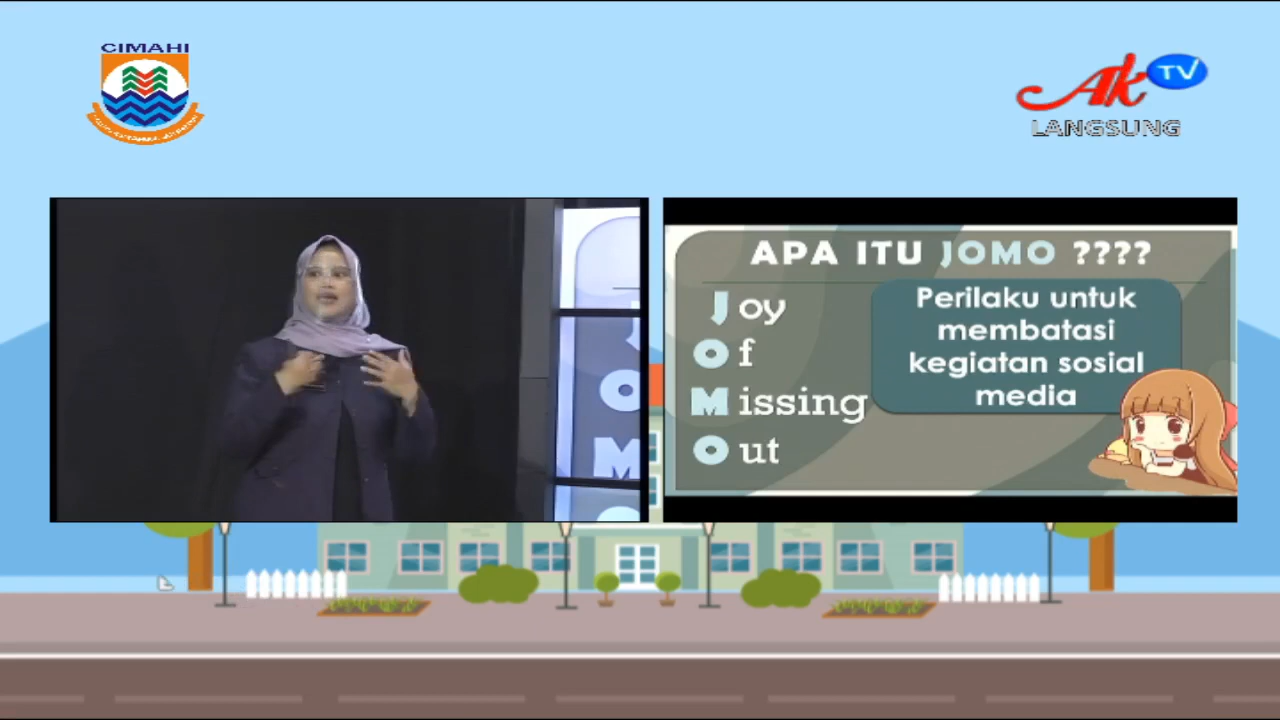 CIMAHI
Ak TV
LANGSUNG
APA ITU JOMO ????
Joy
Of
Missing
Out
Perilaku untuk
membatasi
kegiatan sosial
media
J
O
M
O